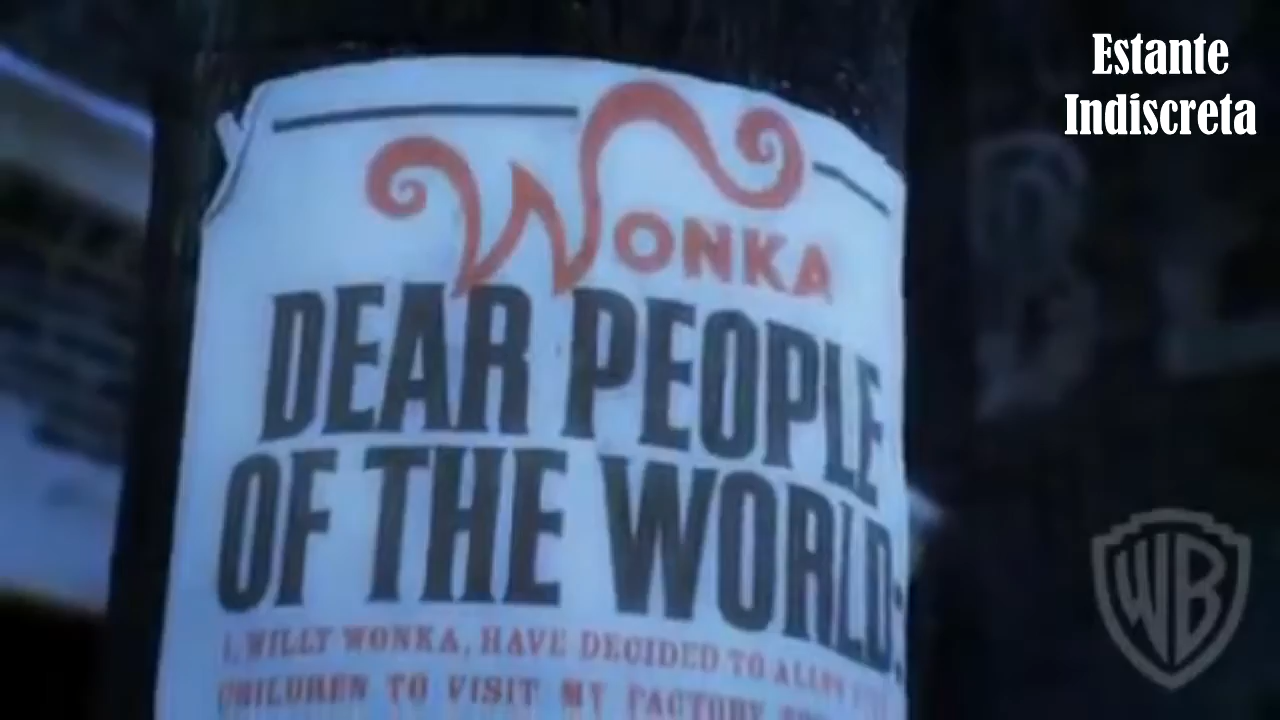 Estante
Indiscreta
WONKA
DEAR PEOPLE
OF THE WORLD:
I, WILLY WONKA, HAVE DECIDED TO ALLOW
CHILDREN TO VISIT MY FACTORY
WB